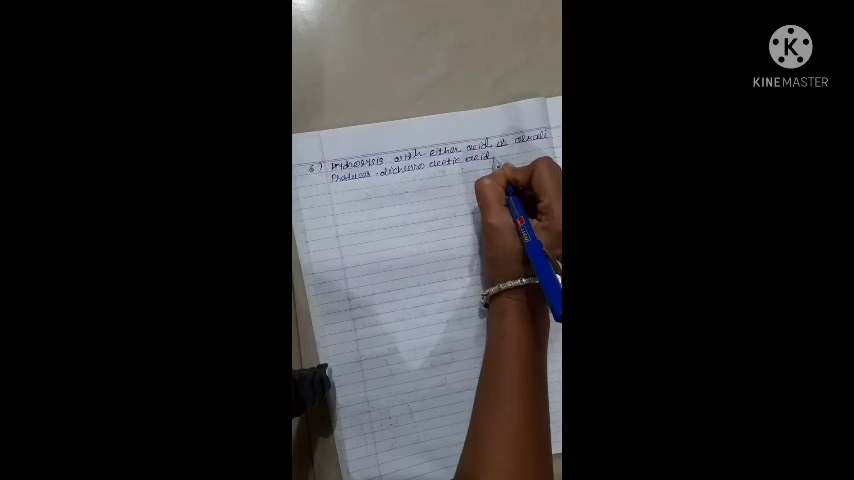 K
KINEMASTER
6) Hydrolysis with either acid or alkali
Produces dichloro acetic acid